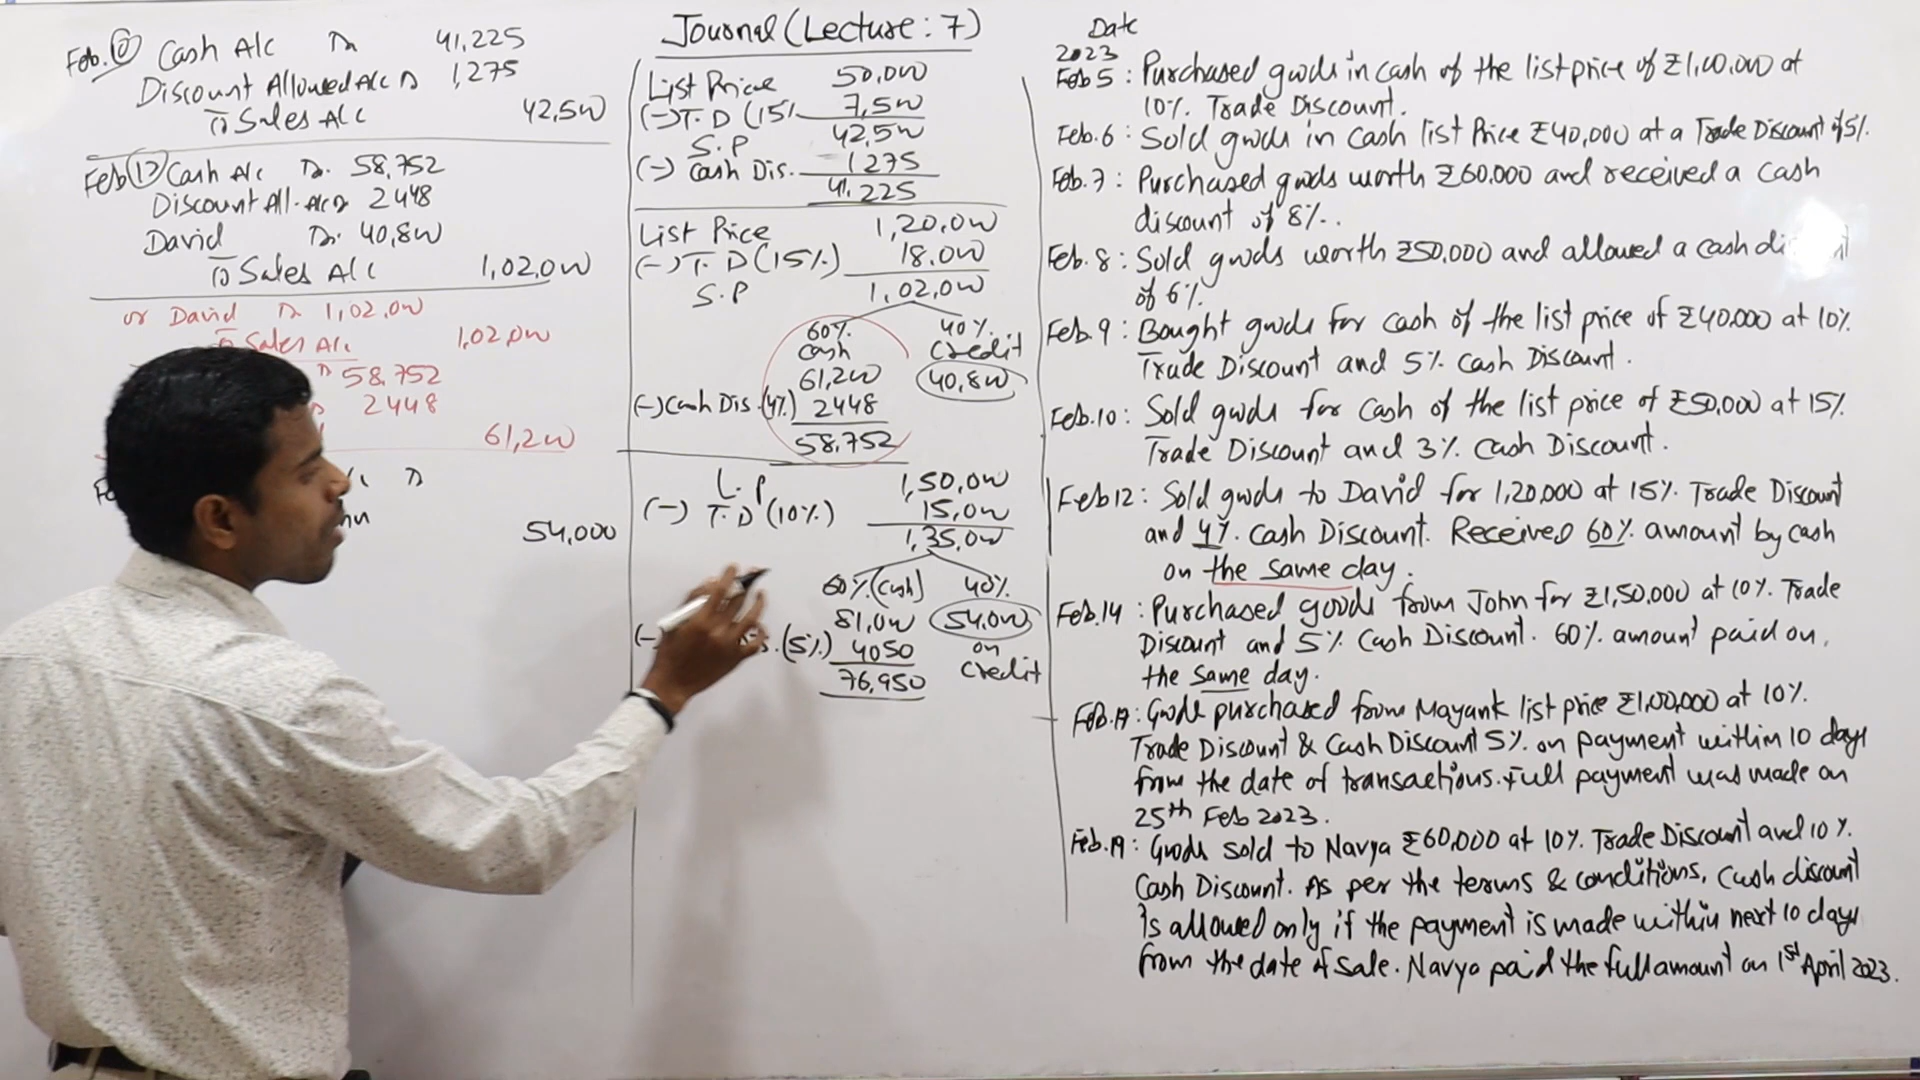 Feb. 10 Cash A/c Dr 41,225
Discount Allowed A/c Dr 1,275
To Sales A/c 42,500
Feb 12 Cash A/c Dr. 58,752
Discount All. A/c Dr 2448
David Dr. 40,800
To Sales A/c 1,02,000
or David Dr 1,02,000
To Sales A/c 1,02,000
Dr 58,752
2448
61,200
Dr
54,000
Journal (Lecture: 7)
List Price 50,000
(-) T.D (15% 7,500
S.P 42,500
(-) Cash Dis. 1275
41,225
List Price 1,20,000
(-) T.D (15%) 18,000
S.P 1,02,000
60% 40%
Cash Credit
61,200 40,800
(-) Cash Dis. (4%) 2448
58,752
L.P 1,50,000
(-) T.D (10%) 15,000
1,35,000
60% (Cash) 40%
81,000 54,000
(-) s. (5%) 4050 on
76,950 Credit
Date
2023
Feb 5 : Purchased goods in cash of the list price of ₹1,00,000 at
10% Trade Discount.
Feb. 6 : Sold goods in cash list Price ₹40,000 at a Trade Discount of 5%.
Feb. 7 : Purchased goods worth ₹60,000 and received a cash
discount of 8%..
Feb. 8 : Sold goods worth ₹50,000 and allowed a cash
of 6%
Feb. 9 : Bought goods for cash of the list price of ₹40,000 at 10%
Trade Discount and 5% Cash Discount.
Feb. 10 : Sold goods for cash of the list price of ₹50,000 at 15%
Trade Discount and 3% Cash Discount.
Feb 12 : Sold goods to David for 1,20,000 at 15% Trade Discount
and 4% Cash Discount. Received 60% amount by cash
on the same day.
Feb. 14 : Purchased goods from John for ₹1,50,000 at 10% Trade
Discount and 5% Cash Discount. 60% amount paid on
the same day.
Feb. 17 : Goods purchased from Mayank list price ₹1,00,000 at 10%
Trade Discount & Cash Discount 5% on payment within 10 days
from the date of transactions. Full payment was made on
25th Feb 2023.
Feb. 19 : Goods sold to Navya ₹60,000 at 10% Trade Discount and 10%
Cash Discount. As per the terms & conditions, Cash discount
is allowed only if the payment is made within next 10 days
from the date of sale. Navya paid the full amount on 1st April 2023.